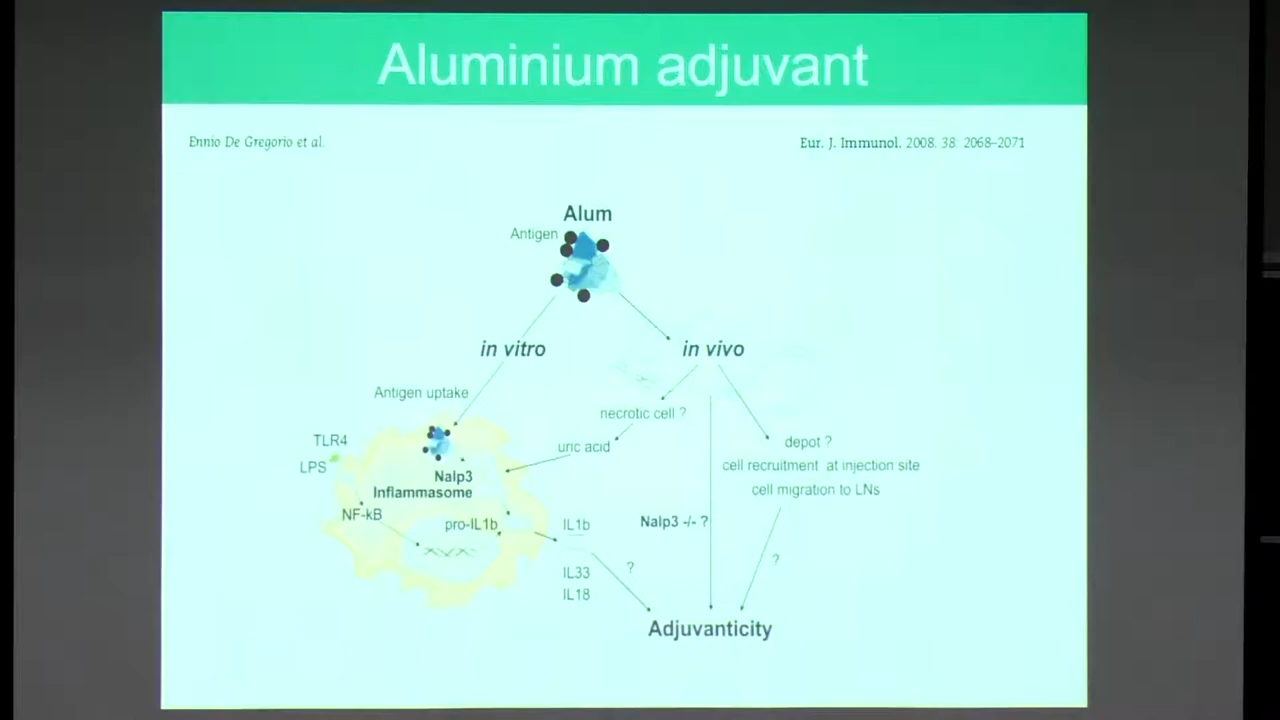 Aluminium adjuvant
Ennio De Gregorio et al.
Eur. J. Immunol. 2008. 38: 2068–2071
Alum
Antigen
in vitro
in vivo
Antigen uptake
necrotic cell ?
TLR4
uric acid
depot ?
LPS
cell recruitment at injection site
Nalp3
Inflammasome
cell migration to LNs
NF-kB
pro-IL1b
IL1b
Nalp3 -/- ?
?
?
IL33
IL18
Adjuvanticity